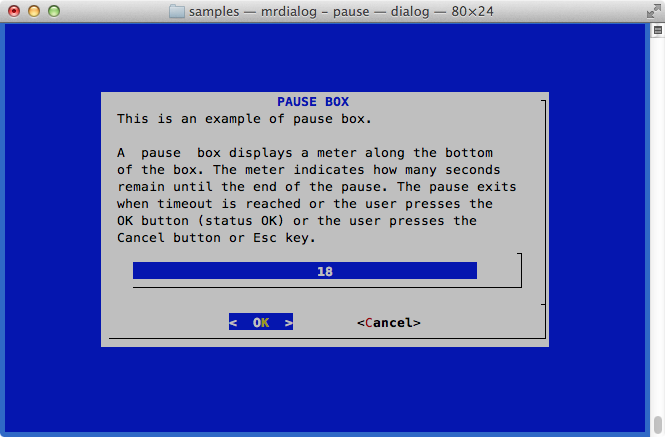 samples — mrdialog – pause — dialog — 80×24
PAUSE BOX
This is an example of pause box.
A  pause  box displays a meter along the bottom
of the box. The meter indicates how many seconds
remain until the end of the pause. The pause exits
when timeout is reached or the user presses the
OK button (status OK) or the user presses the
Cancel button or Esc key.
18
<  OK  > <Cancel>